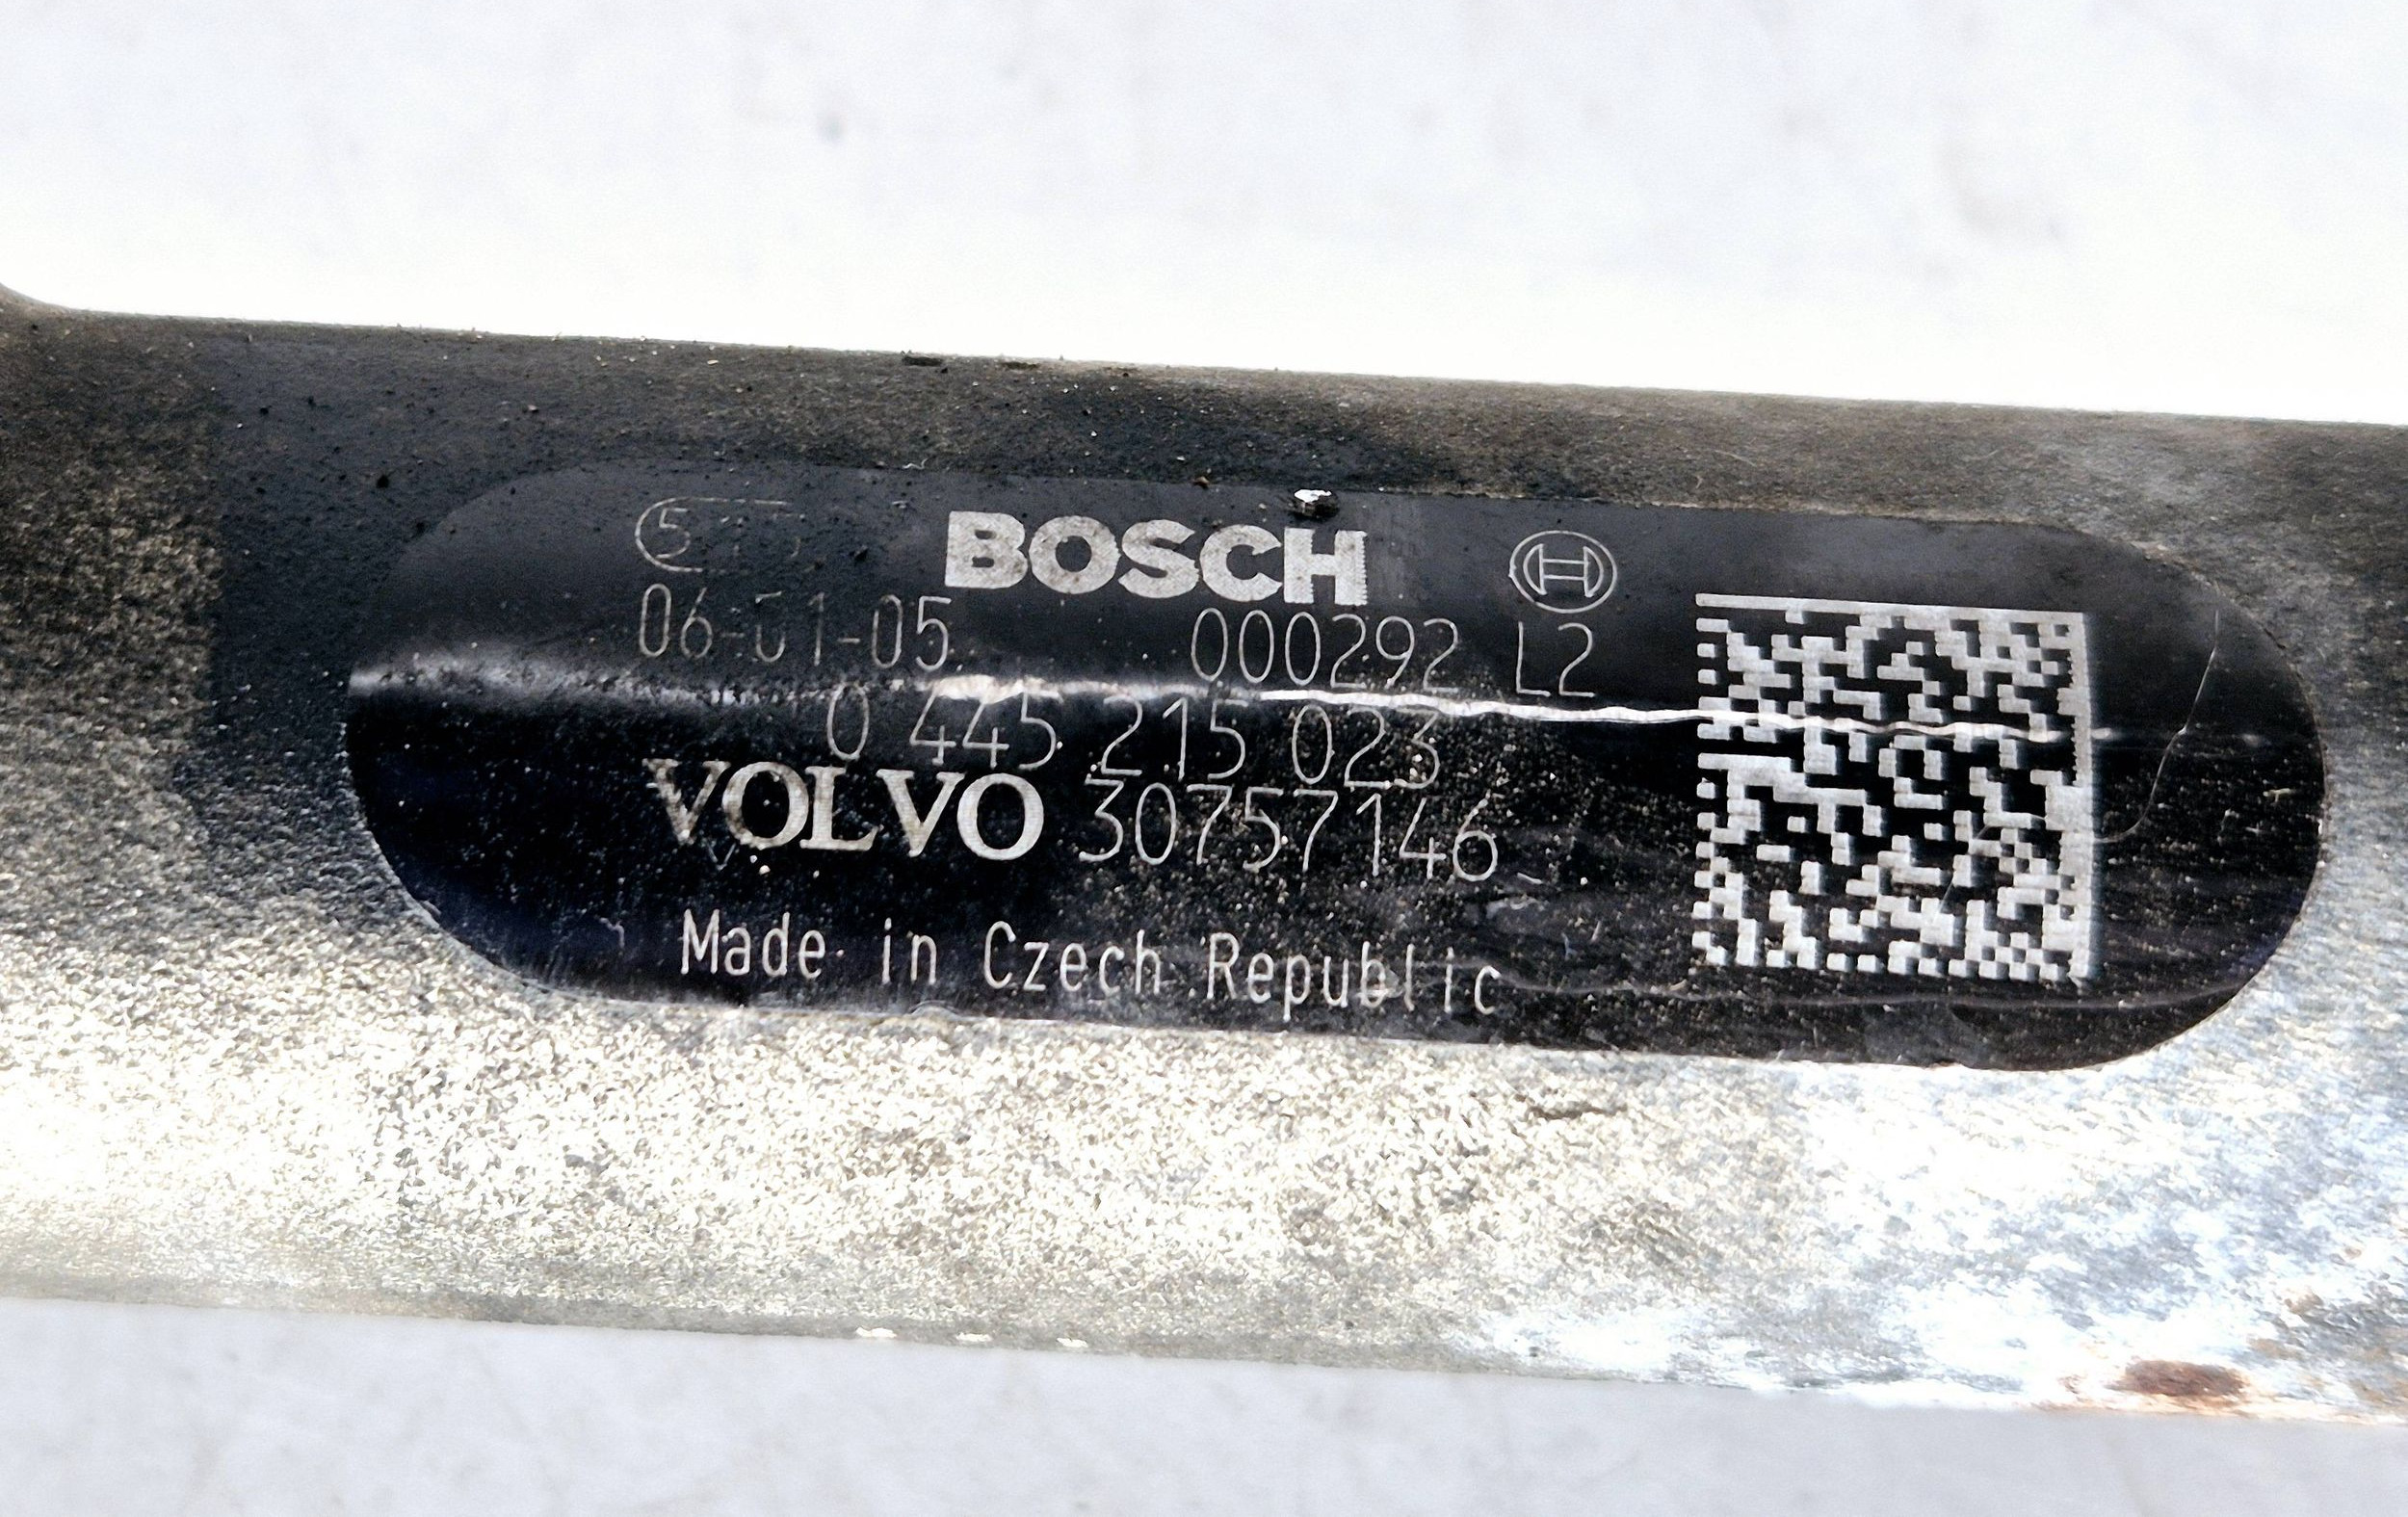 BOSCH
06-01-05 000292 L2
0 445 215 023
VOLVO 30757146
Made in Czech Republic